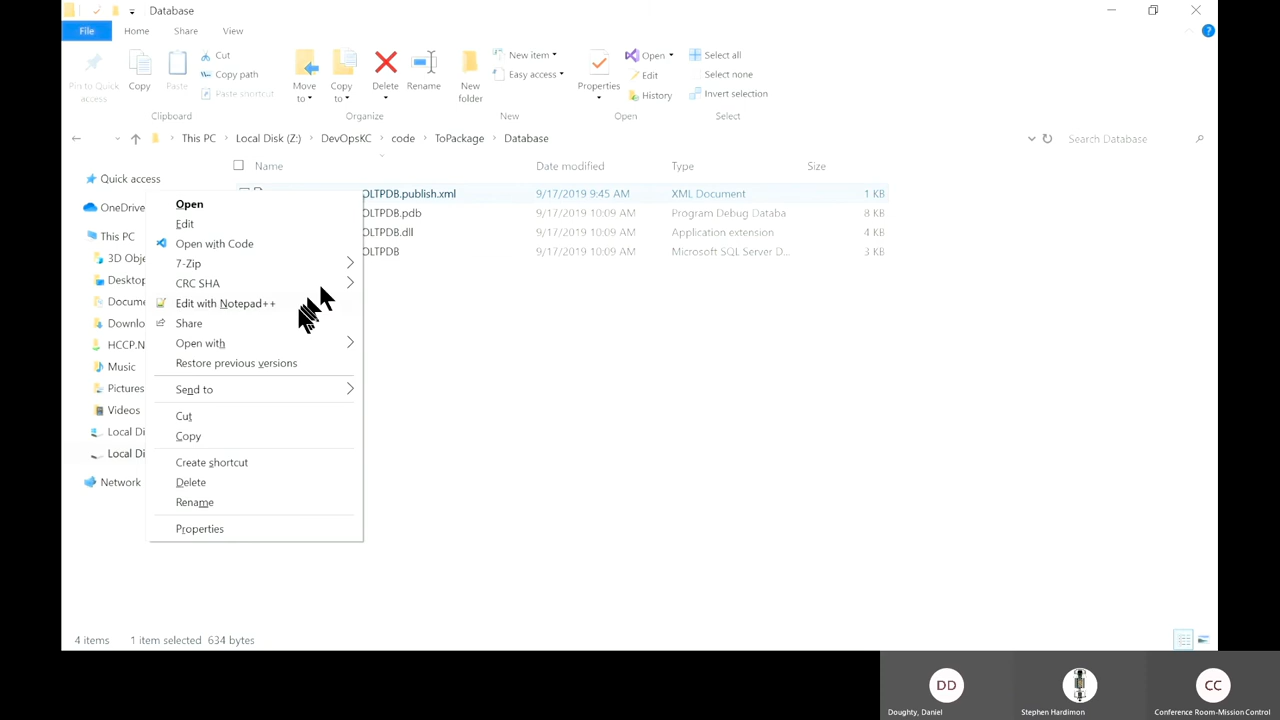 Database
File
Home
Share
View
Pin to Quick access
Copy
Paste
Cut
Copy path
Paste shortcut
Clipboard
Move to
Copy to
Delete
Rename
Organize
New folder
New item
Easy access
New
Properties
Open
Edit
History
Open
Select all
Select none
Invert selection
Select
This PC
Local Disk (Z:)
DevOpsKC
code
ToPackage
Database
Search Database
Name
Date modified
Type
Size
OLTPDB.publish.xml 9/17/2019 9:45 AM XML Document 1 KB
OLTPDB.pdb 9/17/2019 10:09 AM Program Debug Databa 8 KB
OLTPDB.dll 9/17/2019 10:09 AM Application extension 4 KB
OLTPDB 9/17/2019 10:09 AM Microsoft SQL Server D... 3 KB
Quick access
OneDrive
This PC
3D Obje
Desktop
Docume
Downlo
HCCP.N
Music
Pictures
Videos
Local Di
Local Di
Network
Open
Edit
Open with Code
7-Zip
CRC SHA
Edit with Notepad++
Share
Open with
Restore previous versions
Send to
Cut
Copy
Create shortcut
Delete
Rename
Properties
4 items 1 item selected 634 bytes
DD
Doughty, Daniel
Stephen Hardimon
CC
Conference Room-Mission Control